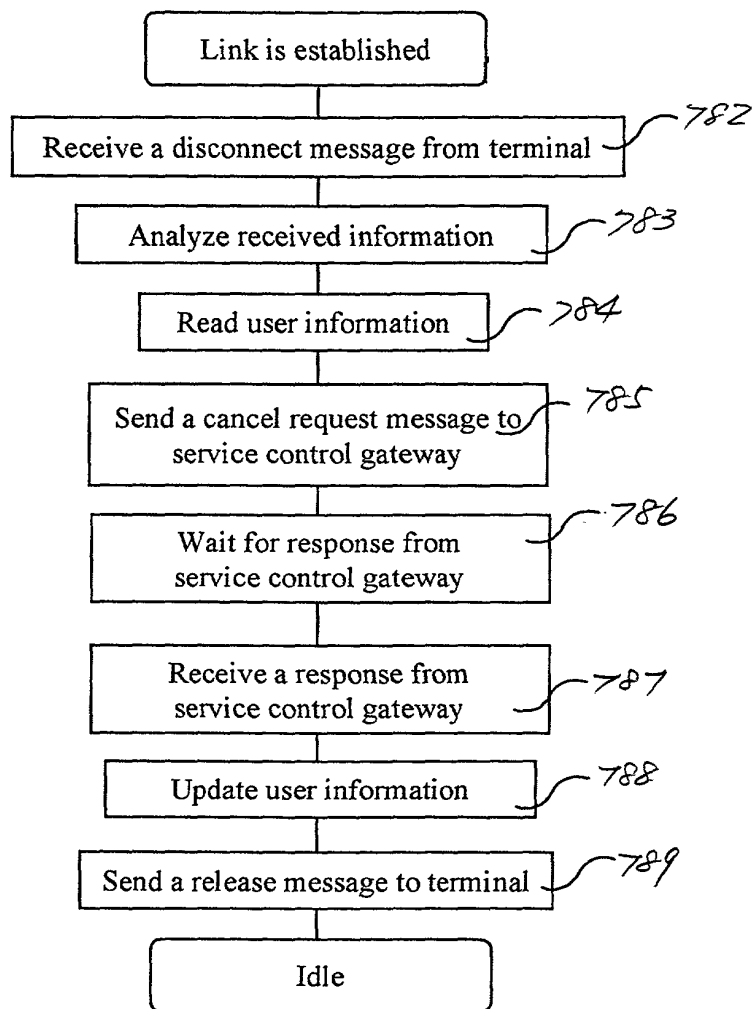 Link is established
782
Receive a disconnect message from terminal
783
Analyze received information
784
Read user information
785
Send a cancel request message to
service control gateway
786
Wait for response from
service control gateway
Receive a response from
787
service control gateway
788
Update user information
789
Send a release message to terminal
Idle